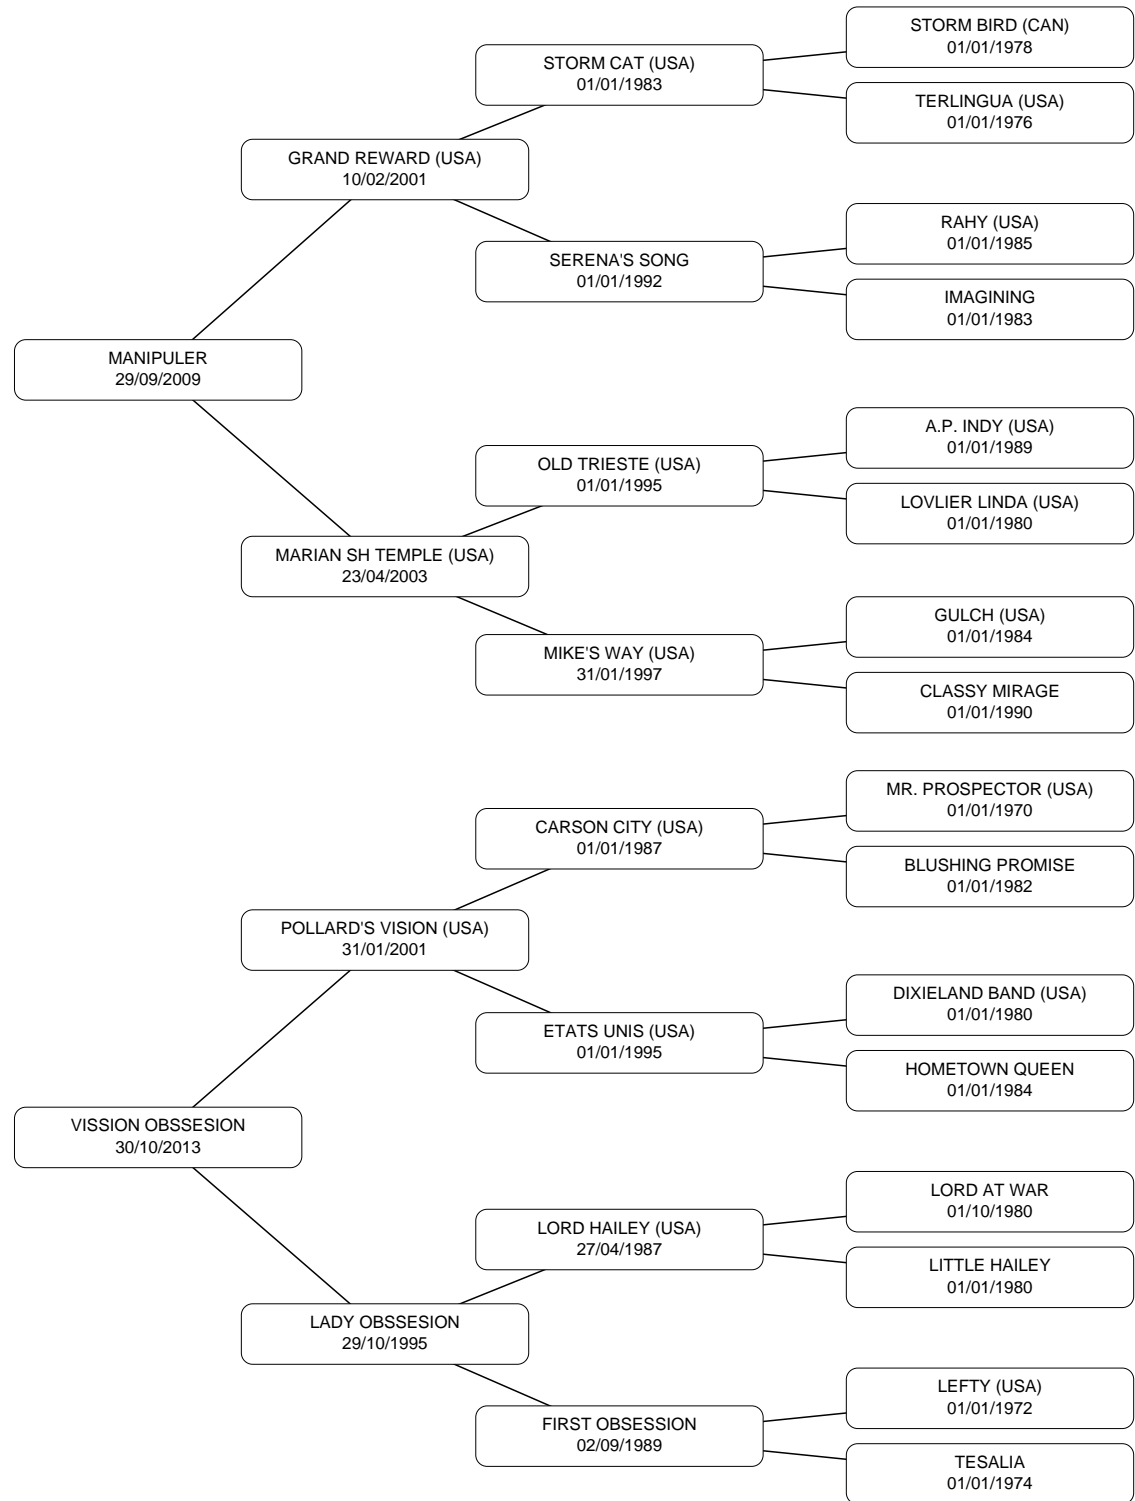 STORM BIRD (CAN)
01/01/1978
STORM CAT (USA)
01/01/1983
TERLINGUA (USA)
01/01/1976
GRAND REWARD (USA)
10/02/2001
RAHY (USA)
01/01/1985
SERENA'S SONG
01/01/1992
IMAGINING
01/01/1983
MANIPULER
29/09/2009
A.P. INDY (USA)
01/01/1989
OLD TRIESTE (USA)
01/01/1995
LOVLIER LINDA (USA)
01/01/1980
MARIAN SH TEMPLE (USA)
23/04/2003
GULCH (USA)
01/01/1984
MIKE'S WAY (USA)
31/01/1997
CLASSY MIRAGE
01/01/1990
MR. PROSPECTOR (USA)
01/01/1970
CARSON CITY (USA)
01/01/1987
BLUSHING PROMISE
01/01/1982
POLLARD'S VISION (USA)
31/01/2001
DIXIELAND BAND (USA)
01/01/1980
ETATS UNIS (USA)
01/01/1995
HOMETOWN QUEEN
01/01/1984
VISSION OBSSESION
30/10/2013
LORD AT WAR
01/10/1980
LORD HAILEY (USA)
27/04/1987
LITTLE HAILEY
01/01/1980
LADY OBSSESION
29/10/1995
LEFTY (USA)
01/01/1972
FIRST OBSESSION
02/09/1989
TESALIA
01/01/1974